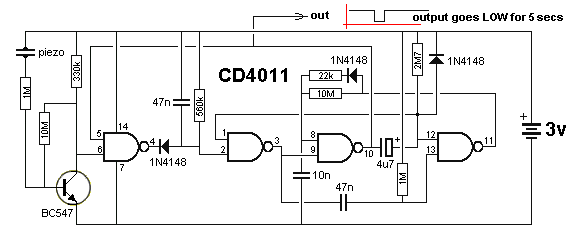 out
output goes LOW for 5 secs
piezo
330k
1M
10M
BC547
47n
560k
CD4011
1N4148
22k
10M
2M7
1N4148
3v
+
14
5
6
4
7
1N4148
1
2
3
8
9
10
+
4u7
12
13
11
10n
47n
1M